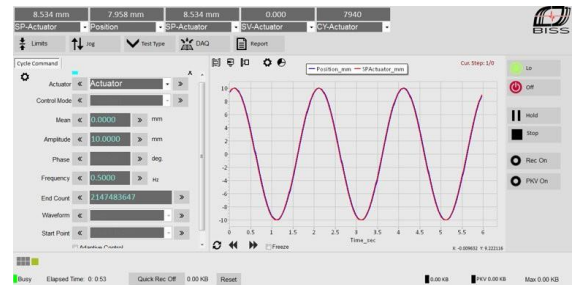 8.534 mm 7.958 mm 8.534 mm 0.000 7940
SP-Actuator Position SP-Actuator SV-Actuator CY-Actuator
BISS
Limits Jog Test Type DAQ Report
Cycle Command
A
Actuator Actuator
Control Mode
Mean 0.0000 mm
Amplitude 10.0000 mm
Phase deg.
Frequency 0.5000 Hz
End Count 2147483647
Waveform
Start Point
Adaptive Control
Position_mm SPActuator_mm
Cur. Step: 1/0
10
8
6
4
2
0
-2
-4
-6
-8
-10
0 0.5 1 1.5 2 2.5 3 3.5 4 4.5 5 5.5 6
Time_sec
Freeze
X: -0.009602 Y: 9.222116
Lo
Off
Hold
Stop
Rec On
PKV On
Busy Elapsed Time: 0: 0:53 Quick Rec Off 0.00 KB Reset 0.00 KB PKV 0.00 KB Max 0.00 KB